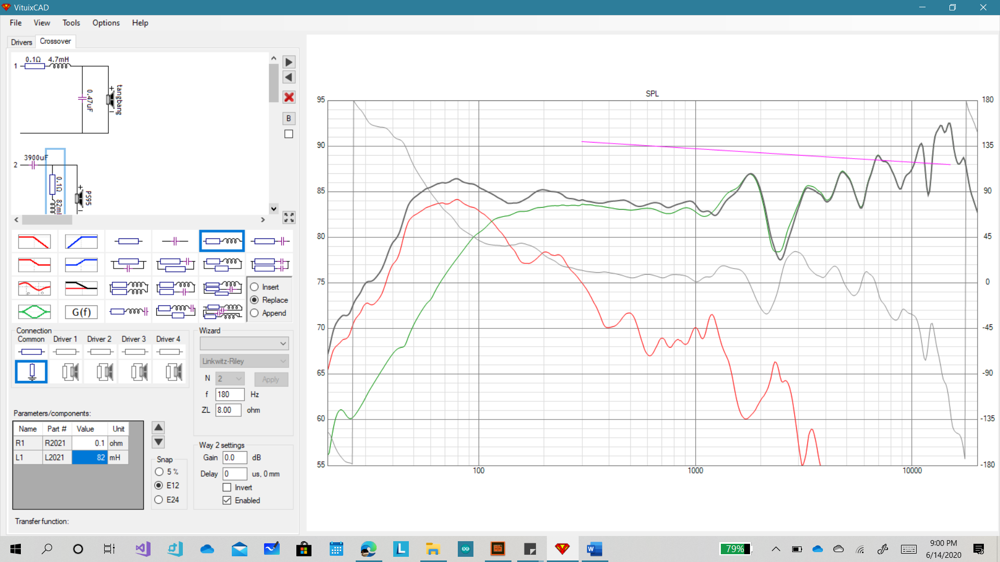 VituixCAD
File View Tools Options Help
Drivers Crossover
0.1Ω 4.7mH
1
0.47uF
+
tangbang
−
3900uF
2
0.1Ω
82ml
+
PS95
−
B
G(f)
Insert
Replace
Append
Connection
Common Driver 1 Driver 2 Driver 3 Driver 4
Wizard
Linkwitz-Riley
N 2 Apply
f 180 Hz
ZL 8.00 ohm
Parameters/components:
Name Part # Value Unit
R1 R2021 0.1 ohm
L1 L2021 82 mH
Snap
5 %
E12
E24
Way 2 settings
Gain 0.0 dB
Delay 0 us, 0 mm
Invert
Enabled
Transfer function:
SPL
95 180
90 135
85 90
80 45
75 0
70 -45
65 -90
60 -135
55 -180
100 1000 10000
L
W
79%
9:00 PM
6/14/2020